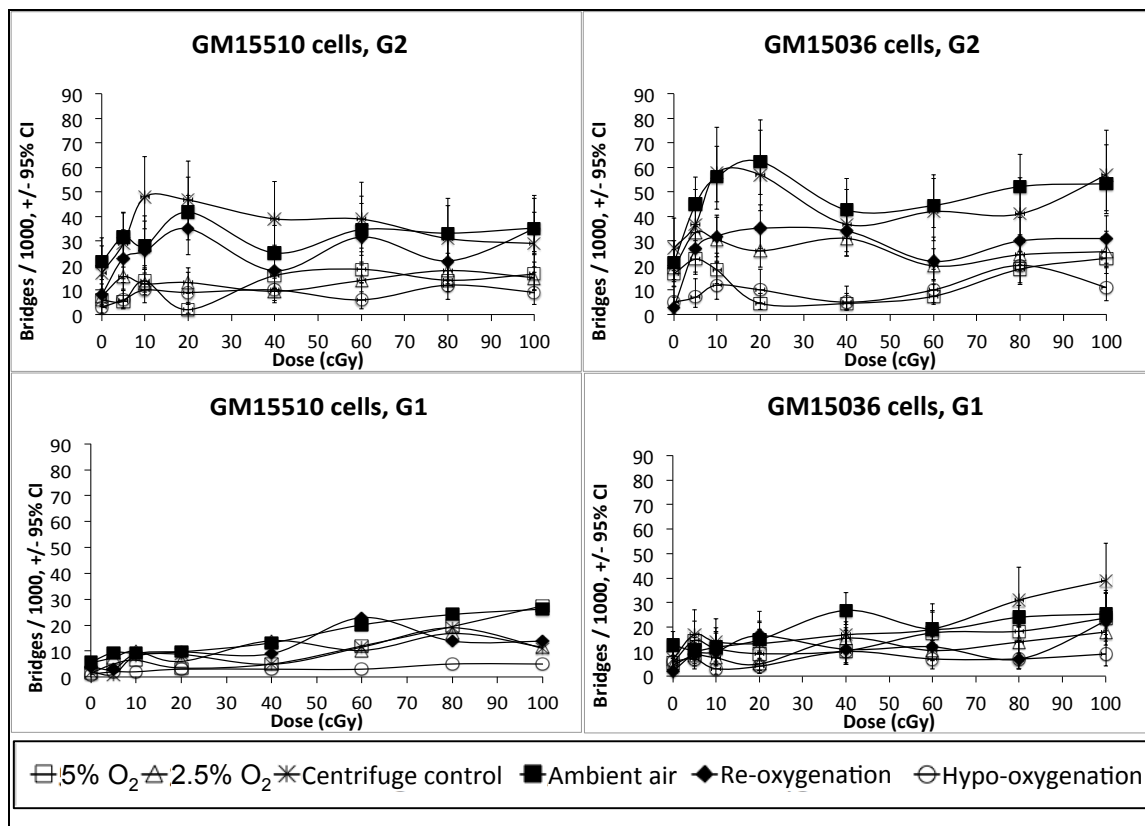 GM15510 cells, G2
Bridges / 1000, +/- 95% CI
90
80
70
60
50
40
30
20
10
0
0 10 20 30 40 50 60 70 80 90 100
Dose (cGy)
GM15036 cells, G2
Bridges / 1000, +/- 95% CI
90
80
70
60
50
40
30
20
10
0
0 10 20 30 40 50 60 70 80 90 100
Dose (cGy)
GM15510 cells, G1
Bridges / 1000, +/- 95% CI
90
80
70
60
50
40
30
20
10
0
0 10 20 30 40 50 60 70 80 90 100
Dose (cGy)
GM15036 cells, G1
Bridges / 1000, +/- 95% CI
90
80
70
60
50
40
30
20
10
0
0 10 20 30 40 50 60 70 80 90 100
Dose (cGy)
5% O₂ 2.5% O₂ Centrifuge control Ambient air Re-oxygenation Hypo-oxygenation